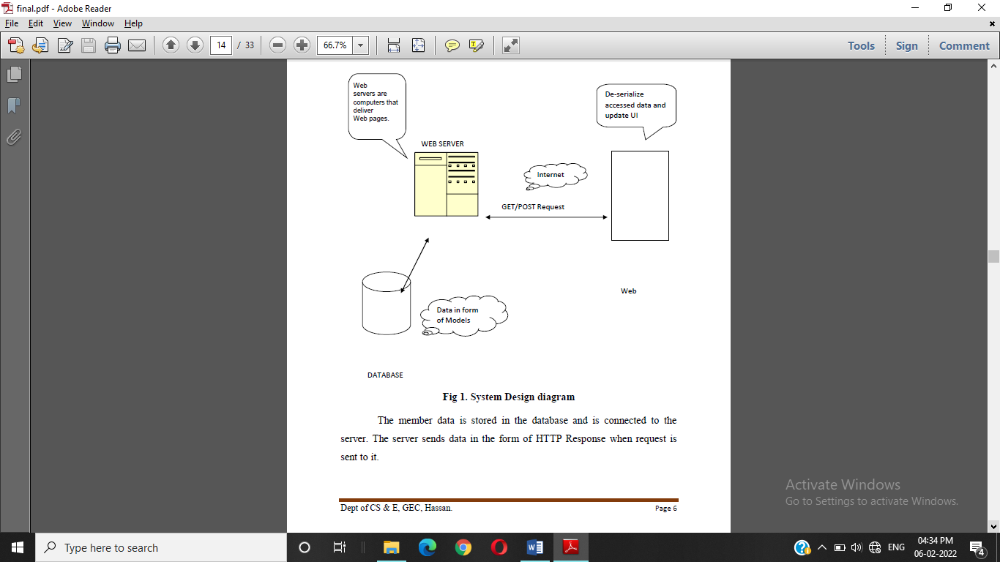 final.pdf - Adobe Reader
File Edit View Window Help
14 / 33
66.7%
Tools Sign Comment
Web
servers are
computers that
deliver
Web pages.
De-serialize
accessed data and
update UI
WEB SERVER
Internet
GET/POST Request
Web
Data in form
of Models
DATABASE
Fig 1. System Design diagram
The member data is stored in the database and is connected to the
server. The server sends data in the form of HTTP Response when request is
sent to it.
Dept of CS & E, GEC, Hassan. Page 6
Activate Windows
Go to Settings to activate Windows.
Type here to search
ENG
04:34 PM
06-02-2022
4